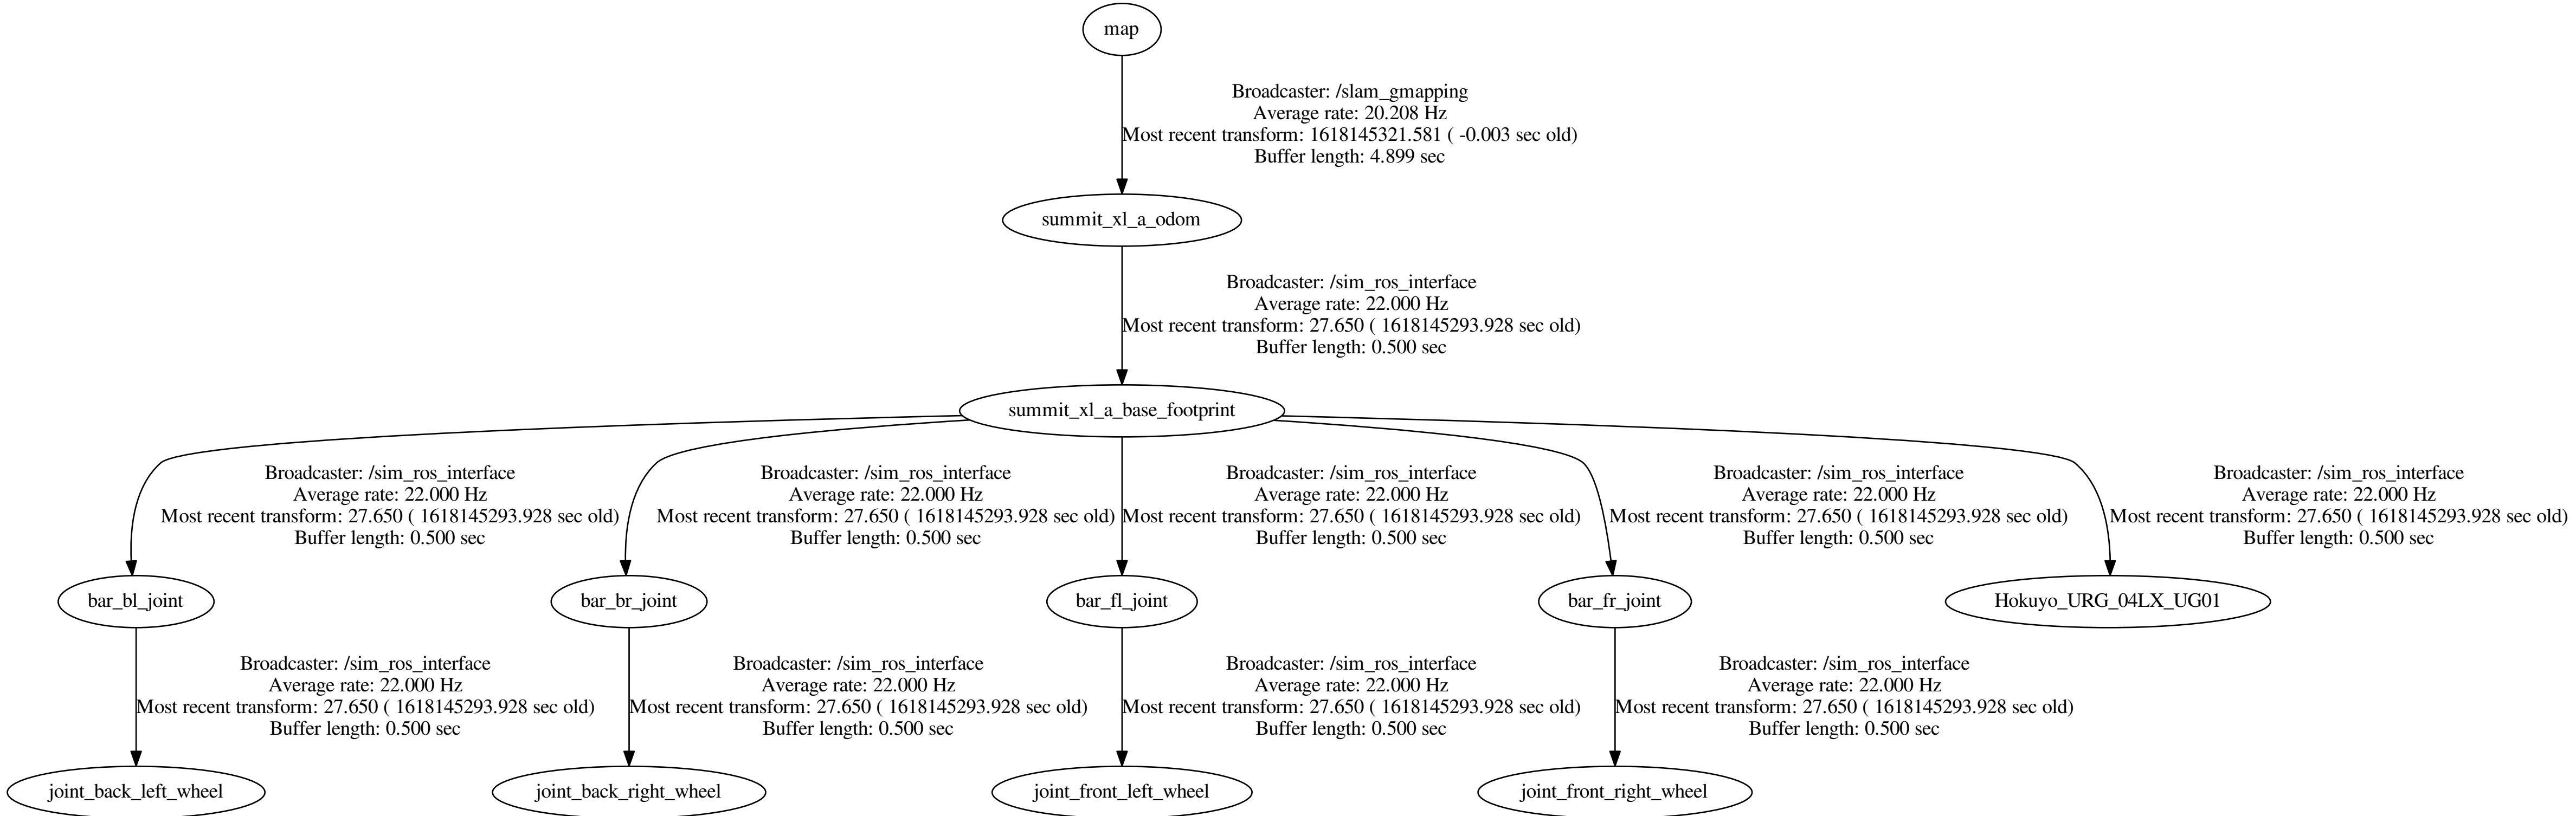 map
Broadcaster: /slam_gmapping
Average rate: 20.208 Hz
Most recent transform: 1618145321.581 ( -0.003 sec old)
Buffer length: 4.899 sec
summit_xl_a_odom
Broadcaster: /sim_ros_interface
Average rate: 22.000 Hz
Most recent transform: 27.650 ( 1618145293.928 sec old)
Buffer length: 0.500 sec
summit_xl_a_base_footprint
Broadcaster: /sim_ros_interface
Average rate: 22.000 Hz
Most recent transform: 27.650 ( 1618145293.928 sec old)
Buffer length: 0.500 sec
Broadcaster: /sim_ros_interface
Average rate: 22.000 Hz
Most recent transform: 27.650 ( 1618145293.928 sec old)
Buffer length: 0.500 sec
Broadcaster: /sim_ros_interface
Average rate: 22.000 Hz
Most recent transform: 27.650 ( 1618145293.928 sec old)
Buffer length: 0.500 sec
Broadcaster: /sim_ros_interface
Average rate: 22.000 Hz
Most recent transform: 27.650 ( 1618145293.928 sec old)
Buffer length: 0.500 sec
Broadcaster: /sim_ros_interface
Average rate: 22.000 Hz
Most recent transform: 27.650 ( 1618145293.928 sec old)
Buffer length: 0.500 sec
bar_bl_joint
bar_br_joint
bar_fl_joint
bar_fr_joint
Hokuyo_URG_04LX_UG01
Broadcaster: /sim_ros_interface
Average rate: 22.000 Hz
Most recent transform: 27.650 ( 1618145293.928 sec old)
Buffer length: 0.500 sec
Broadcaster: /sim_ros_interface
Average rate: 22.000 Hz
Most recent transform: 27.650 ( 1618145293.928 sec old)
Buffer length: 0.500 sec
Broadcaster: /sim_ros_interface
Average rate: 22.000 Hz
Most recent transform: 27.650 ( 1618145293.928 sec old)
Buffer length: 0.500 sec
Broadcaster: /sim_ros_interface
Average rate: 22.000 Hz
Most recent transform: 27.650 ( 1618145293.928 sec old)
Buffer length: 0.500 sec
joint_back_left_wheel
joint_back_right_wheel
joint_front_left_wheel
joint_front_right_wheel